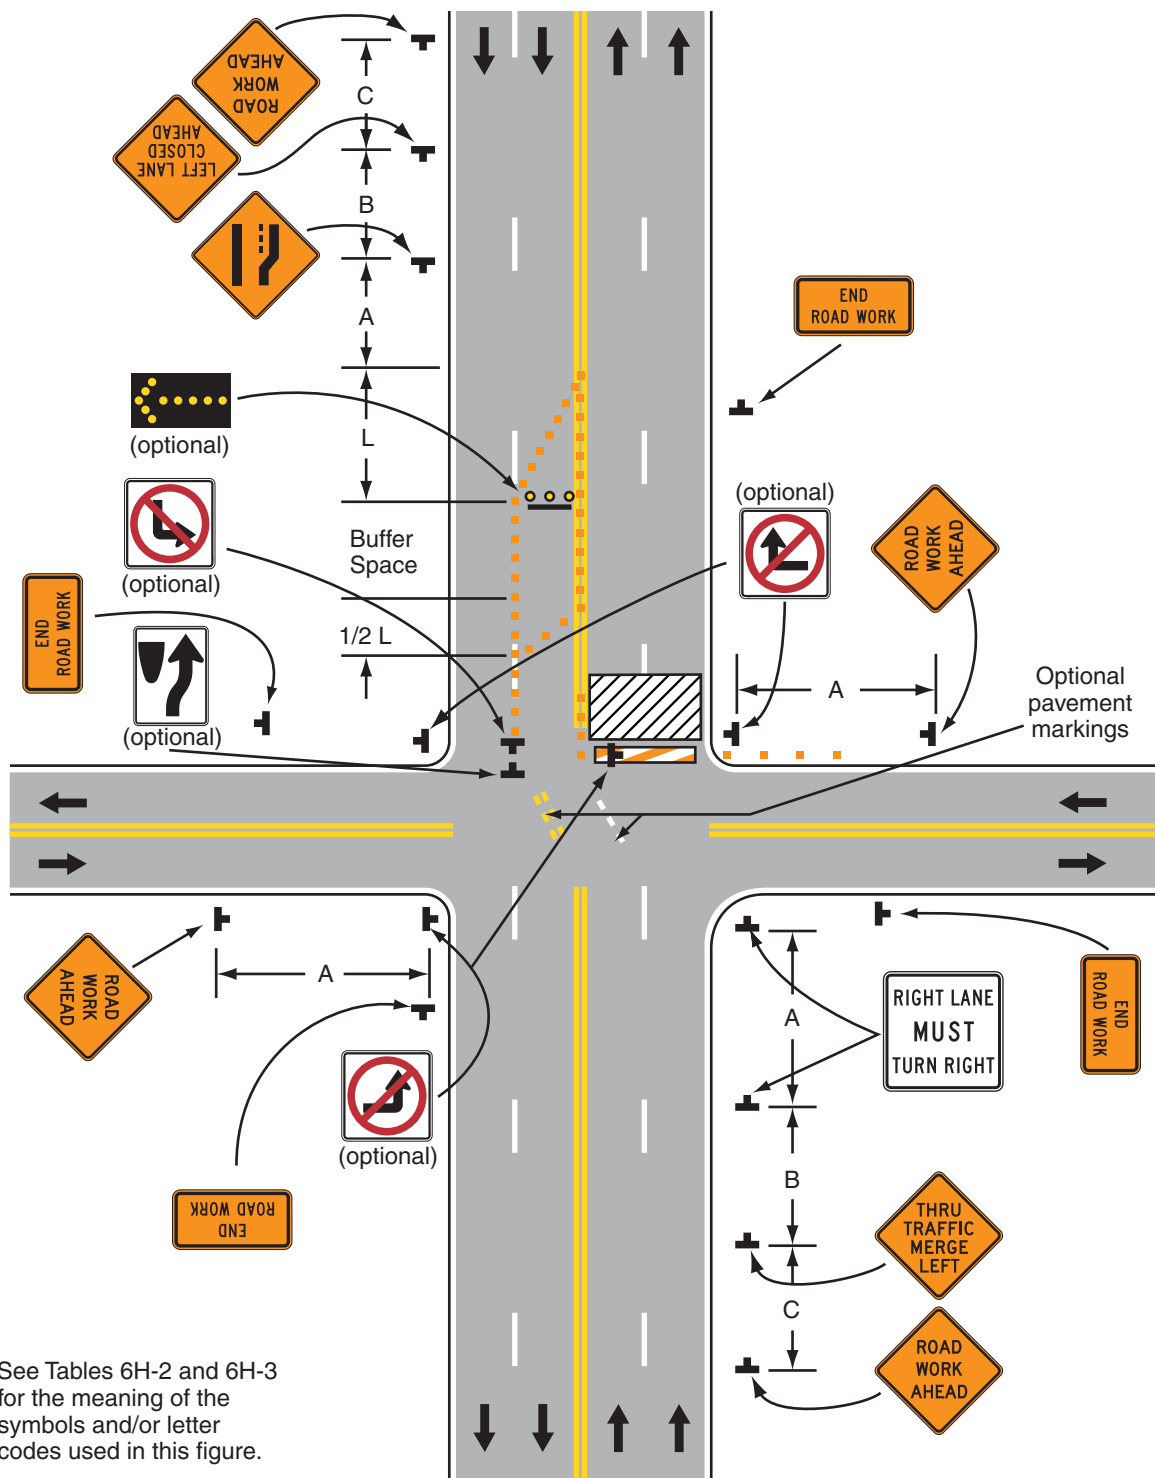 ROAD
WORK
AHEAD
C
LEFT LANE
CLOSED
AHEAD
B
A
END
ROAD WORK
L
(optional)
(optional)
Buffer
Space
(optional)
ROAD
WORK
AHEAD
END
ROAD WORK
1/2 L
(optional)
A
Optional
pavement
markings
ROAD
WORK
AHEAD
A
A
RIGHT LANE
MUST
TURN RIGHT
END
ROAD WORK
(optional)
END
ROAD WORK
B
THRU
TRAFFIC
MERGE
LEFT
C
ROAD
WORK
AHEAD
See Tables 6H-2 and 6H-3
for the meaning of the
symbols and/or letter
codes used in this figure.